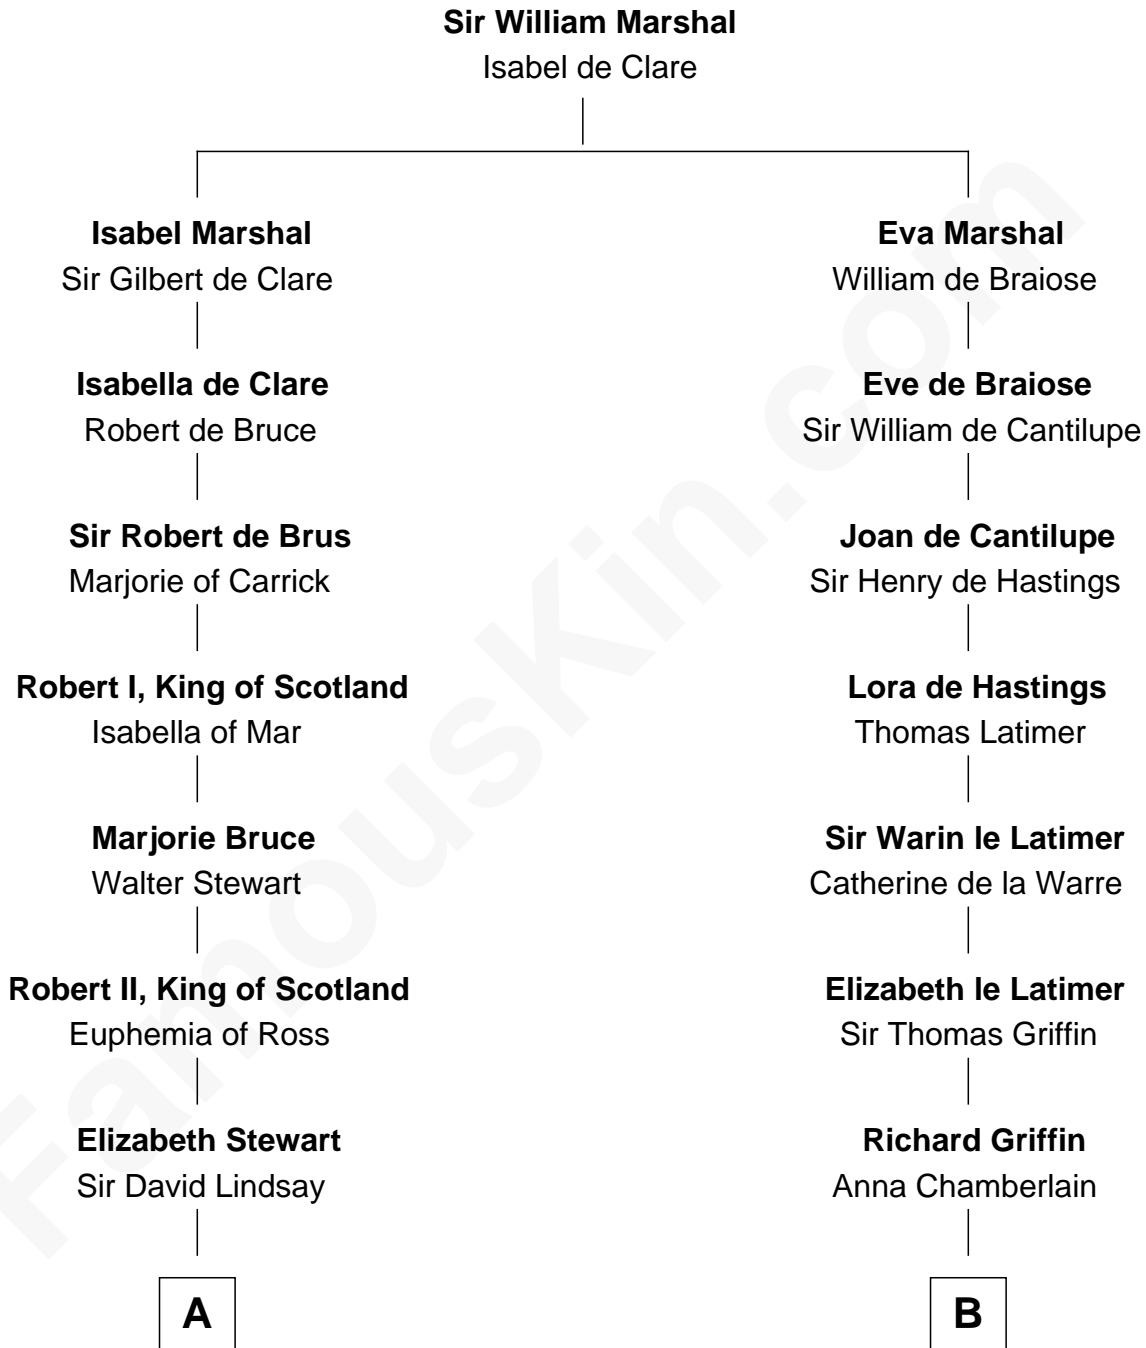 Sir William Marshal
Isabel de Clare
Isabel Marshal
Sir Gilbert de Clare
Eva Marshal
William de Braiose
Isabella de Clare
Robert de Bruce
Eve de Braiose
Sir William de Cantilupe
Sir Robert de Brus
Marjorie of Carrick
Joan de Cantilupe
Sir Henry de Hastings
Robert I, King of Scotland
Isabella of Mar
Lora de Hastings
Thomas Latimer
Marjorie Bruce
Walter Stewart
Sir Warin le Latimer
Catherine de la Warre
Robert II, King of Scotland
Euphemia of Ross
Elizabeth le Latimer
Sir Thomas Griffin
Elizabeth Stewart
Sir David Lindsay
Richard Griffin
Anna Chamberlain
A
B
FamousKin.com